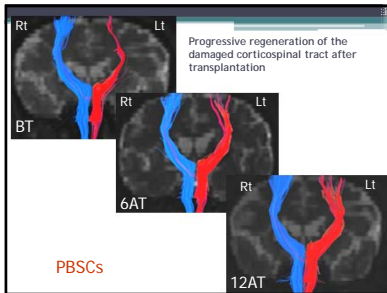 Rt
Lt
Progressive regeneration of the
damaged corticospinal tract after
transplantation
BT
Rt
Lt
6AT
Rt
Lt
12AT
PBSCs